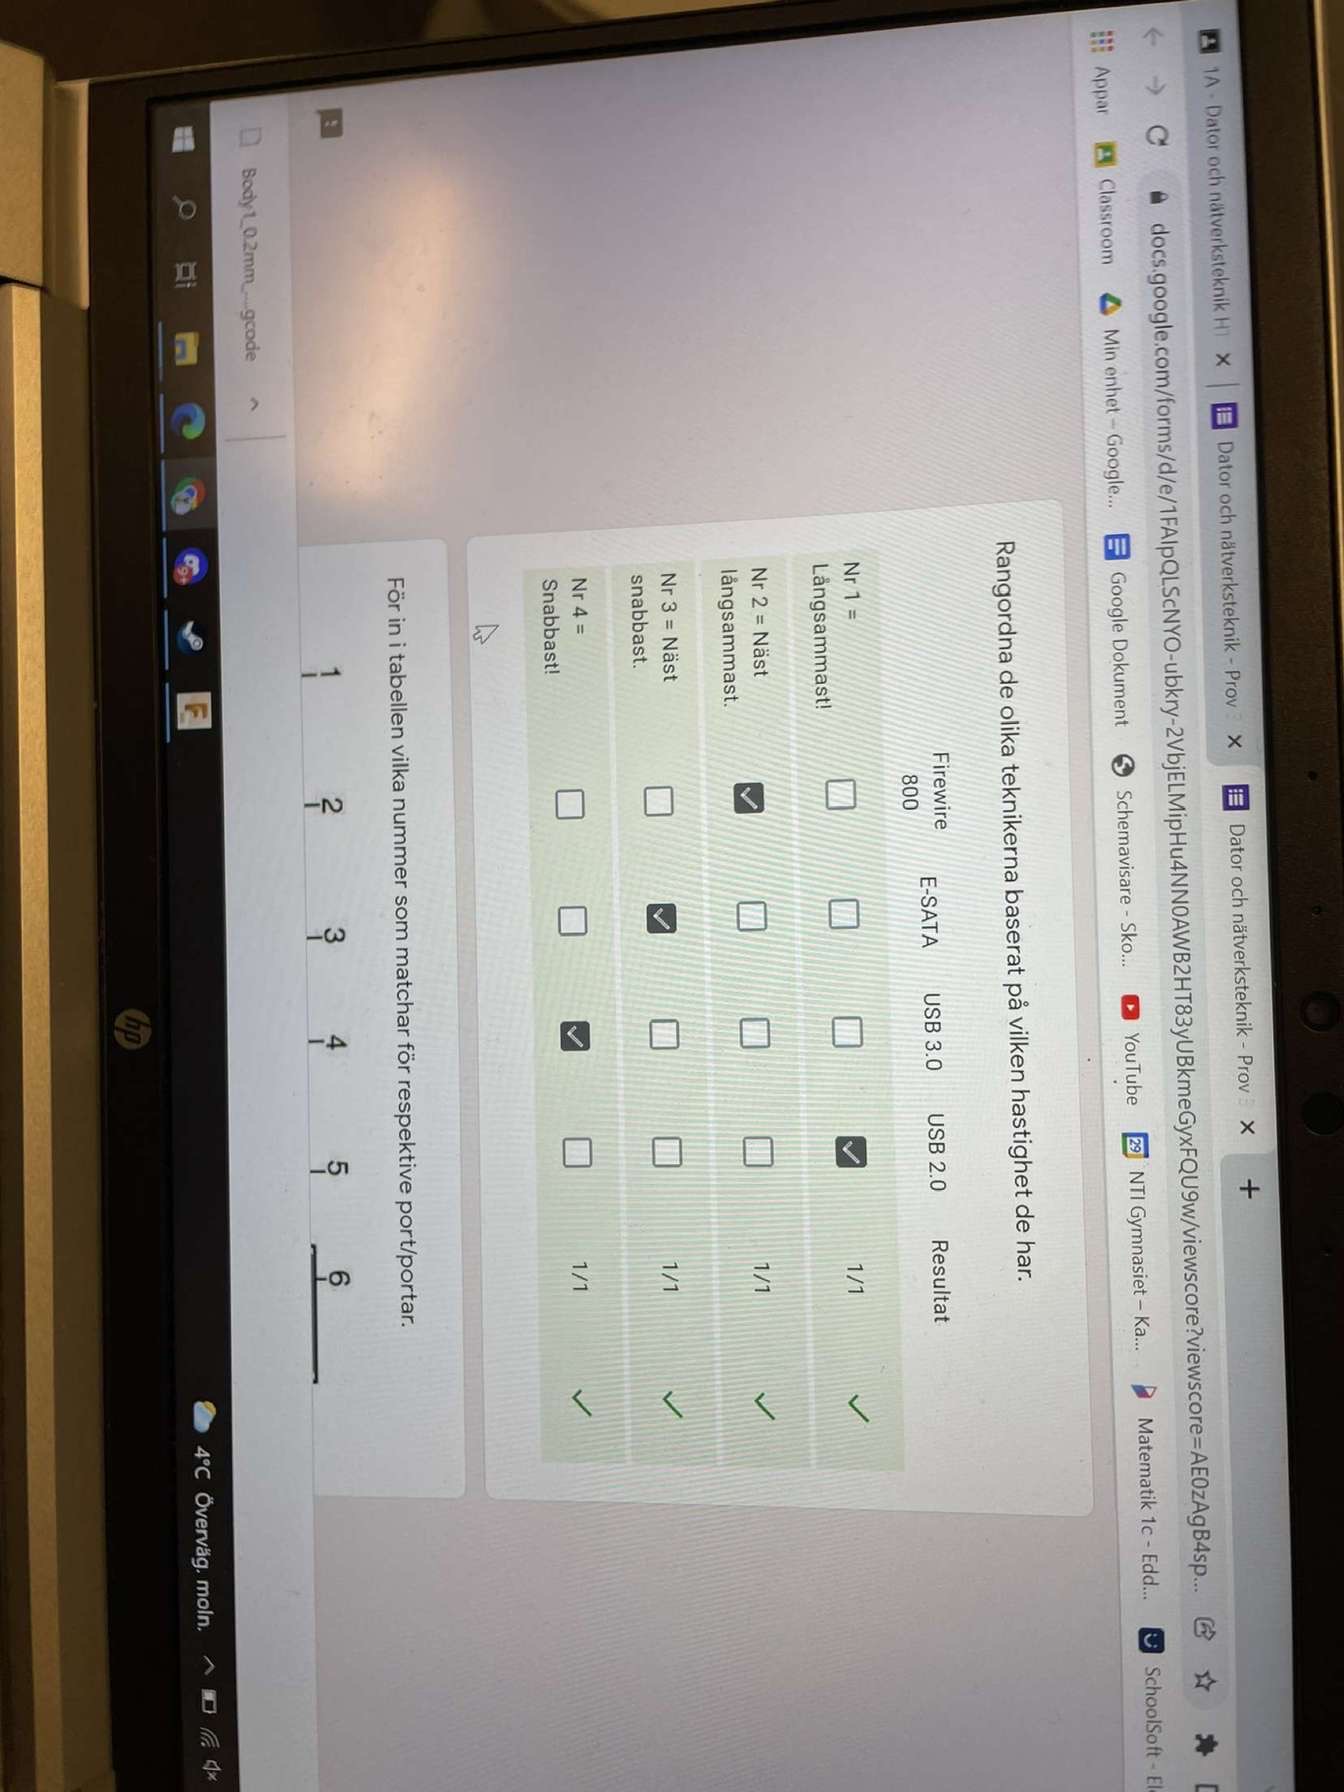 1A - Dator och nätverksteknik H
Dator och nätverksteknik - Prov
Dator och nätverksteknik - Prov
docs.google.com/forms/d/e/1FAIpQLScNYO-ubkry-2VbjELMipHu4NN0AWB2HT83yUBkmeGyxFQU9w/viewscore?viewscore=AE0zAgB4sp...
Appar
Classroom
Min enhet – Google...
Google Dokument
Schemavisare - Sko...
YouTube
29
NTI Gymnasiet – Ka...
Matematik 1c - Edd...
SchoolSoft - El
Rangordna de olika teknikerna baserat på vilken hastighet de har.
Firewire
800
E-SATA
USB 3.0
USB 2.0
Resultat
Nr 1 =
Långsammast!
1/1
Nr 2 = Näst
långsammast.
1/1
Nr 3 = Näst
snabbast.
1/1
Nr 4 =
Snabbast!
1/1
För in i tabellen vilka nummer som matchar för respektive port/portar.
1 2 3 4 5 6
Body1_0.2mm_....gcode
9+
4°C Överväg. moln.
hp